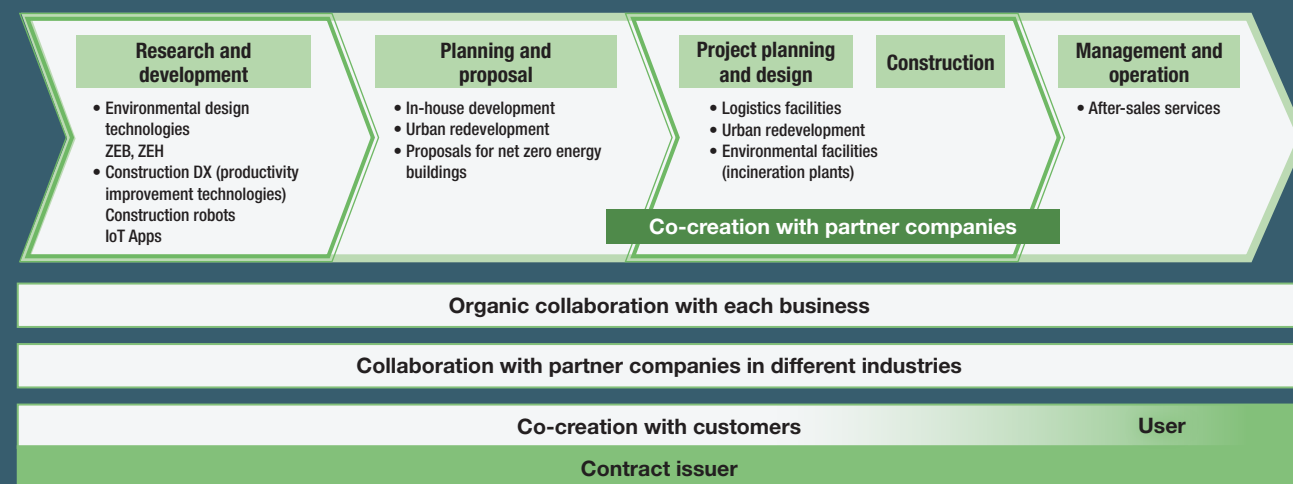 Research and
development
• Environmental design
technologies
ZEB, ZEH
• Construction DX (productivity
improvement technologies)
Construction robots
IoT Apps
Planning and
proposal
• In-house development
• Urban redevelopment
• Proposals for net zero energy
buildings
Project planning
and design
Construction
• Logistics facilities
• Urban redevelopment
• Environmental facilities
(incineration plants)
Management and
operation
• After-sales services
Co-creation with partner companies
Organic collaboration with each business
Collaboration with partner companies in different industries
Co-creation with customers
User
Contract issuer